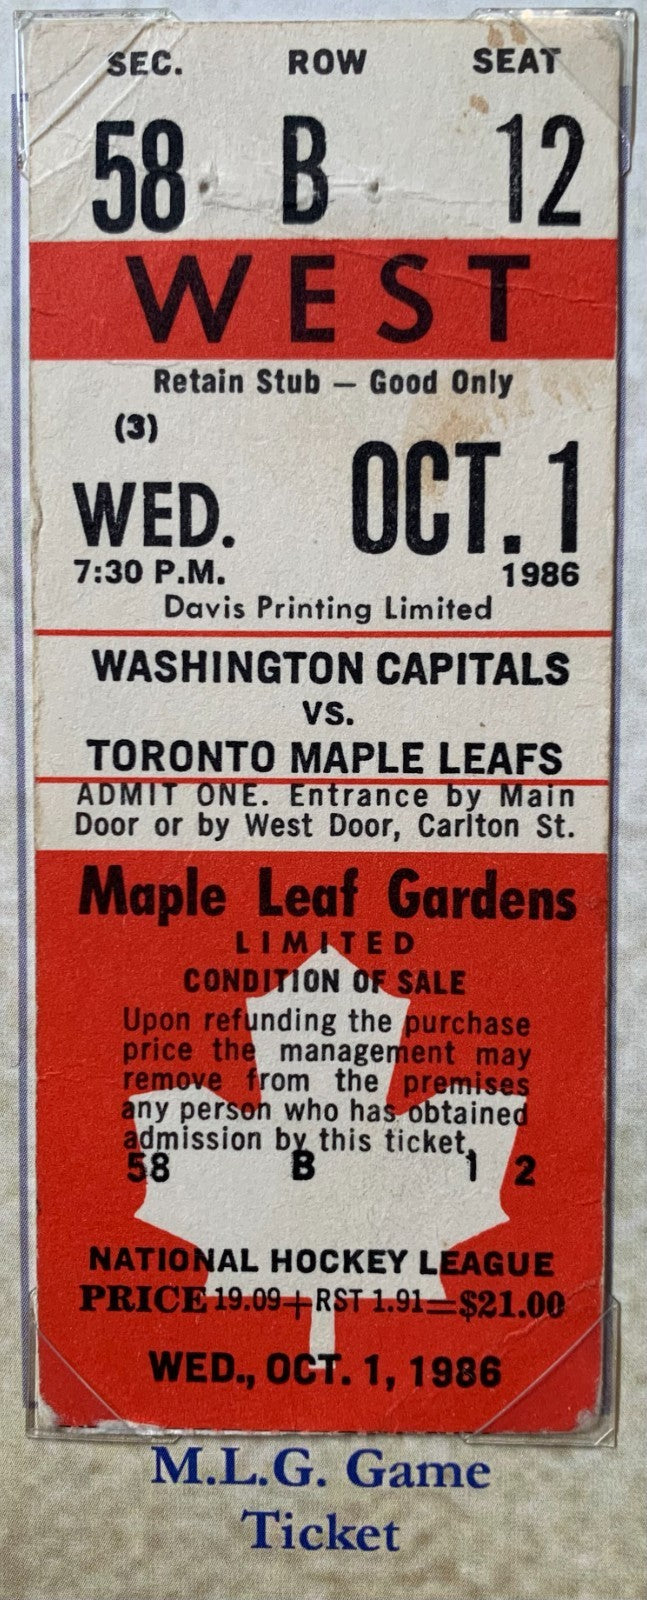 SEC. ROW SEAT
58 B 12
WEST
Retain Stub — Good Only
(3)
WED. OCT. 1
7:30 P.M. 1986
Davis Printing Limited
WASHINGTON CAPITALS
VS.
TORONTO MAPLE LEAFS
ADMIT ONE. Entrance by Main
Door or by West Door, Carlton St.
Maple Leaf Gardens
LIMITED
CONDITION OF SALE
Upon refunding the purchase
price the management may
remove from the premises
any person who has obtained
admission by this ticket.
58 B 1 2
NATIONAL HOCKEY LEAGUE
PRICE 19.09+RST 1.91=$21.00
WED., OCT. 1, 1986
M.L.G. Game
Ticket